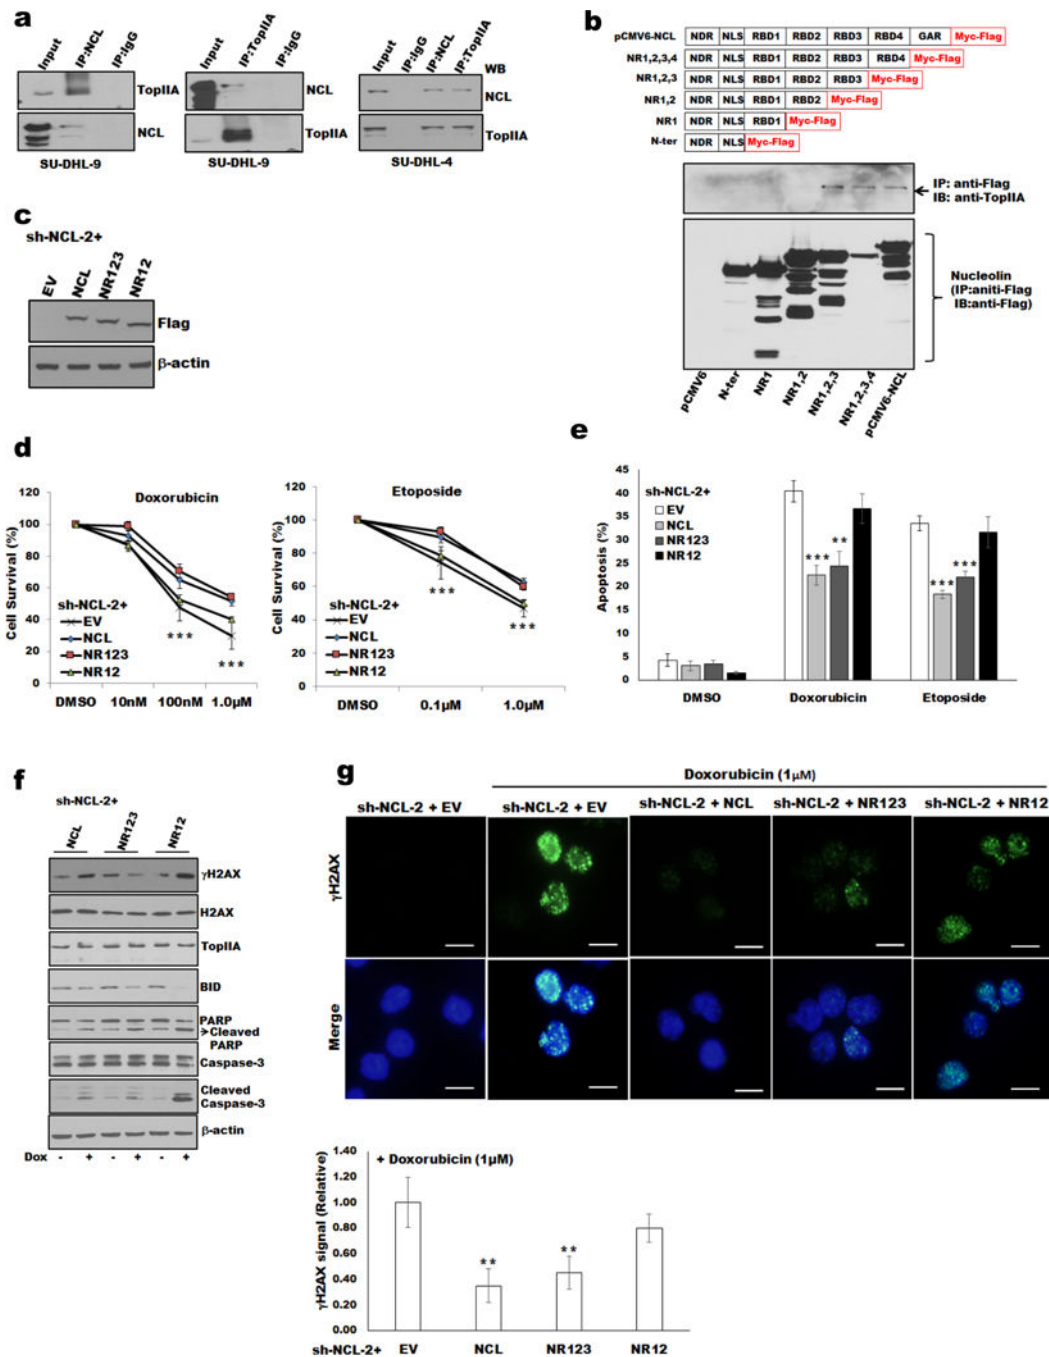 a
Input
IP:NCL
IP:IgG
TopIIA
NCL
SU-DHL-9
Input
IP:TopIIA
IP:IgG
NCL
TopIIA
SU-DHL-9
Input
IP:IgG
IP:NCL
IP:TopIIA
WB
NCL
TopIIA
SU-DHL-4
b
pCMV6-NCL NDR NLS RBD1 RBD2 RBD3 RBD4 GAR Myc-Flag
NR1,2,3,4 NDR NLS RBD1 RBD2 RBD3 RBD4 Myc-Flag
NR1,2,3 NDR NLS RBD1 RBD2 RBD3 Myc-Flag
NR1,2 NDR NLS RBD1 RBD2 Myc-Flag
NR1 NDR NLS RBD1 Myc-Flag
N-ter NDR NLS Myc-Flag
IP: anti-Flag
IB: anti-TopIIA
Nucleolin
(IP:aniti-Flag
IB:anti-Flag)
pCMV6
N-ter
NR1
NR1,2
NR1,2,3
NR1,2,3,4
pCMV6-NCL
c
sh-NCL-2+
EV
NCL
NR123
NR12
Flag
β-actin
d
Doxorubicin
Cell Survival (%)
120
100
80
60
40
20
0
sh-NCL-2+
EV
NCL
NR123
NR12
***
***
DMSO 10nM 100nM 1.0µM
Etoposide
Cell Survival (%)
120
100
80
60
40
20
0
sh-NCL-2+
EV
NCL
NR123
NR12
***
***
DMSO 0.1µM 1.0µM
e
Apoptosis (%)
45
40
35
30
25
20
15
10
5
0
sh-NCL-2+
EV
NCL
NR123
NR12
*** **
*** ***
DMSO Doxorubicin Etoposide
f
sh-NCL-2+
NCL
NR123
NR12
γH2AX
H2AX
TopIIA
BID
PARP
Cleaved
PARP
Caspase-3
Cleaved
Caspase-3
β-actin
Dox - + - + - +
g
Doxorubicin (1µM)
sh-NCL-2 + EV sh-NCL-2 + EV sh-NCL-2 + NCL sh-NCL-2 + NR123 sh-NCL-2 + NR12
γH2AX
Merge
+ Doxorubicin (1µM)
γH2AX signal (Relative)
1.40
1.20
1.0
0.80
0.60
0.40
0.20
0.00
** **
sh-NCL-2+ EV NCL NR123 NR12